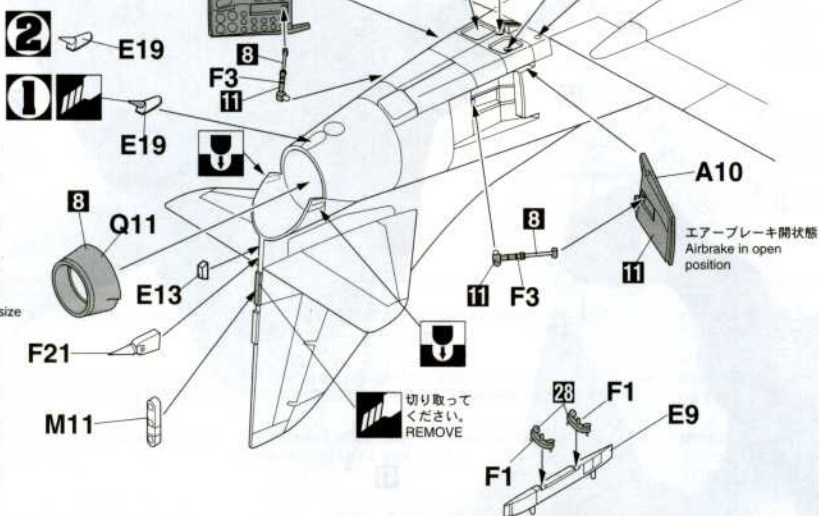 2
E19
1
E19
8
F3
11
8
Q11
size
E13
F21
M11
切り取って
ください。
REMOVE
A10
11
エアーブレーキ開状態
Airbrake in open
position
8
11
F3
28
F1
F1
E9